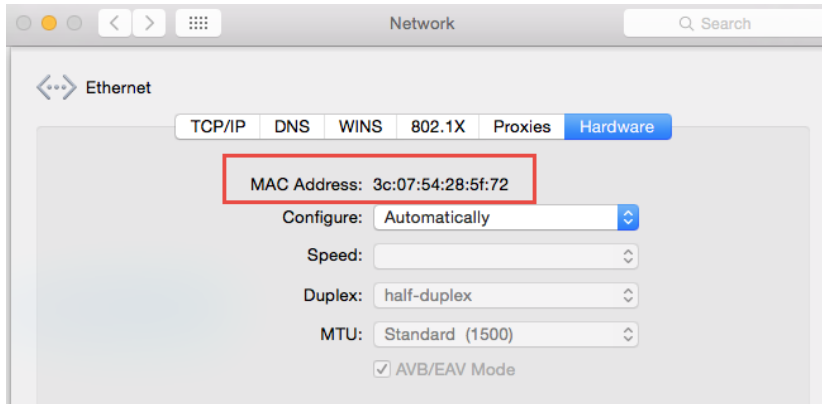 Network
Search
Ethernet
TCP/IP DNS WINS 802.1X Proxies Hardware
MAC Address: 3c:07:54:28:5f:72
Configure: Automatically
Speed:
Duplex: half-duplex
MTU: Standard (1500)
AVB/EAV Mode